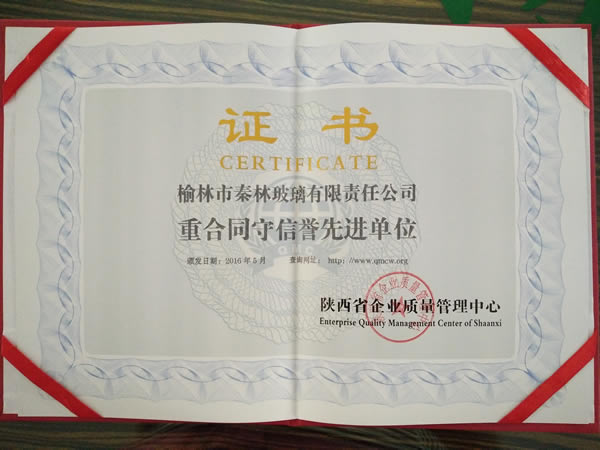 证书
CERTIFICATE
榆林市秦林玻璃有限责任公司
重合同守信誉先进单位
颁发日期：2016年5月 查询网址： http：//www.qmcw.org
陕西省企业质量管理中心
Enterprise Quality Management Center of Shaanxi